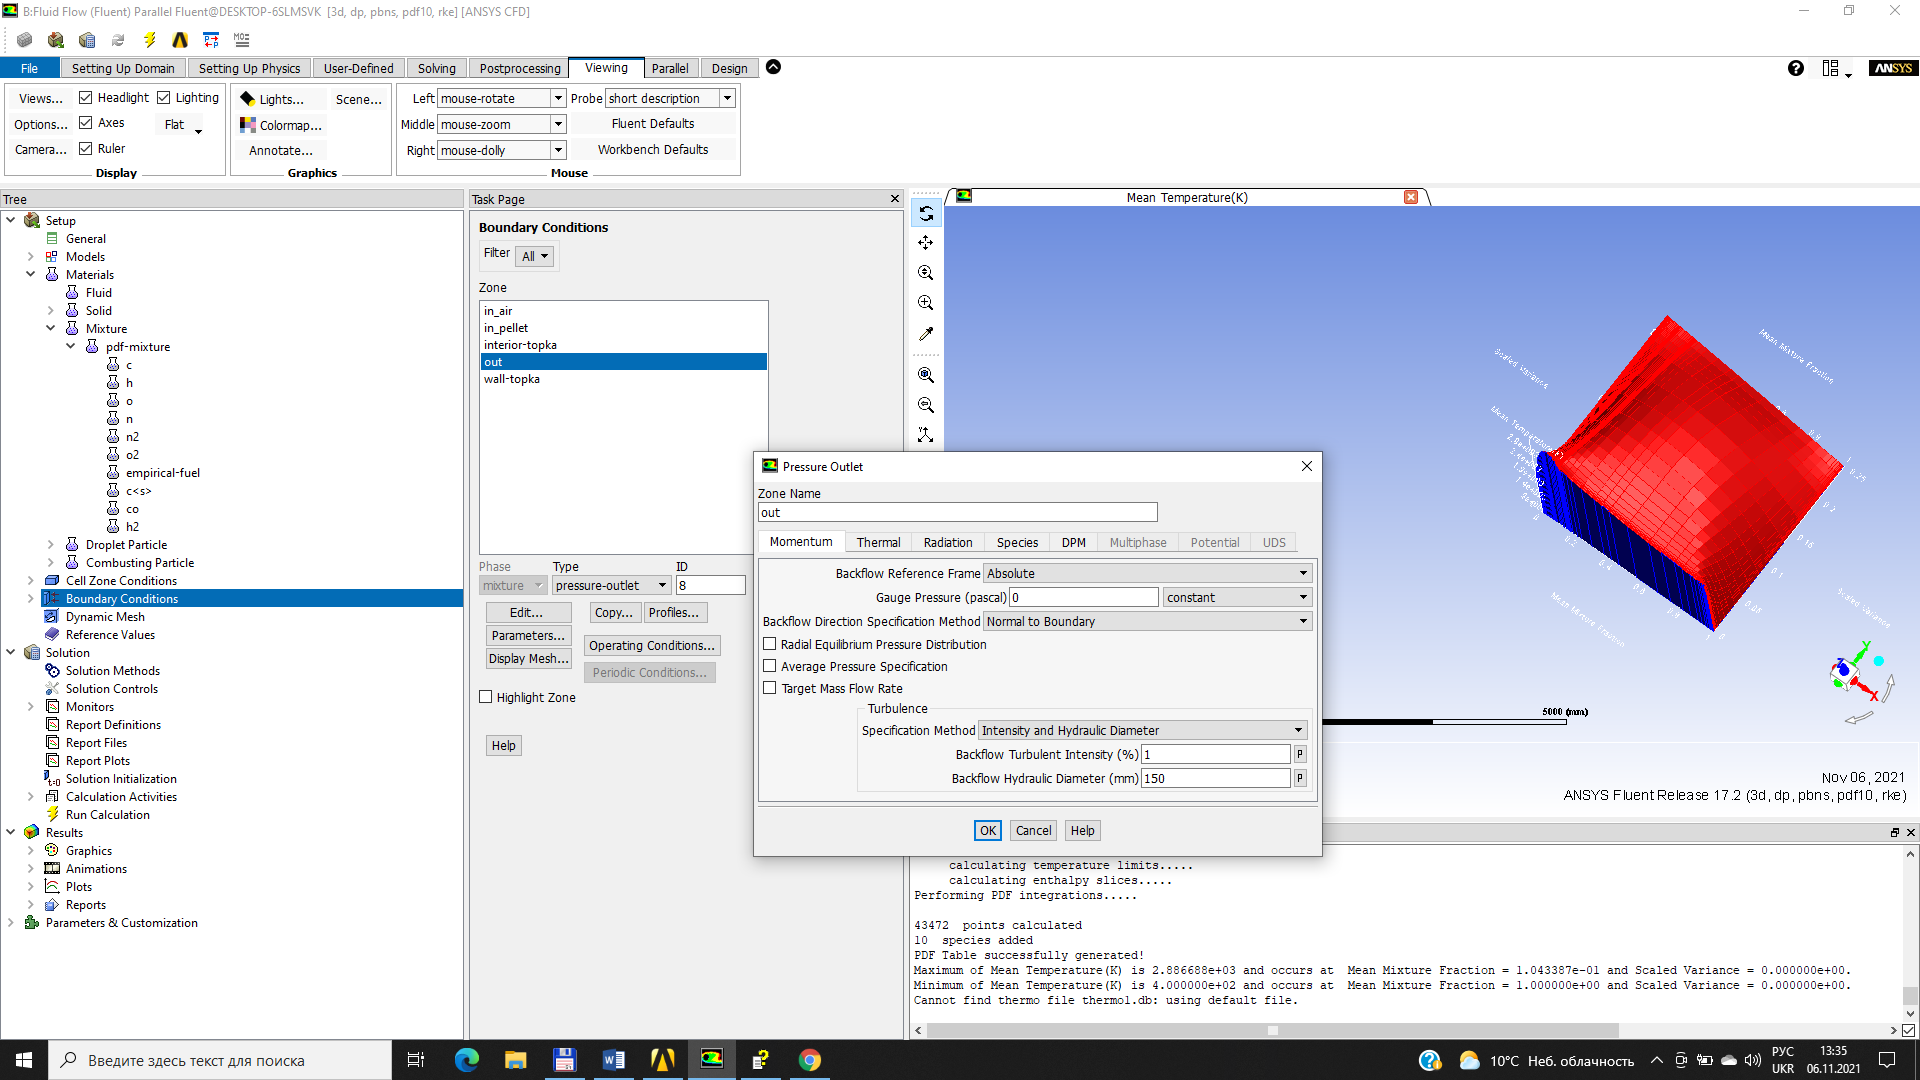 B:Fluid Flow (Fluent) Parallel Fluent@DESKTOP-6SLMSVK [3d, dp, pbns, pdf10, rke] [ANSYS CFD]
File
Setting Up Domain
Setting Up Physics
User-Defined
Solving
Postprocessing
Viewing
Parallel
Design
ANSYS
Views...
Headlight
Lighting
Options...
Axes
Flat
Camera...
Ruler
Display
Lights...
Scene...
Colormap...
Annotate...
Graphics
Left
mouse-rotate
Probe
short description
Middle
mouse-zoom
Fluent Defaults
Right
mouse-dolly
Workbench Defaults
Mouse
Tree
Setup
General
Models
Materials
Fluid
Solid
Mixture
pdf-mixture
c
h
o
n
n2
o2
empirical-fuel
c<s>
co
h2
Droplet Particle
Combusting Particle
Cell Zone Conditions
Boundary Conditions
Dynamic Mesh
Reference Values
Solution
Solution Methods
Solution Controls
Monitors
Report Definitions
Report Files
Report Plots
Solution Initialization
Calculation Activities
Run Calculation
Results
Graphics
Animations
Plots
Reports
Parameters & Customization
Task Page
Boundary Conditions
Filter
All
Zone
in_air
in_pellet
interior-topka
out
wall-topka
Phase
Type
ID
mixture
pressure-outlet
8
Edit...
Copy...
Profiles...
Parameters...
Operating Conditions...
Display Mesh...
Periodic Conditions...
Highlight Zone
Help
Mean Temperature(K)
Scaled Variance
Mean Mixture Fraction
Mean Mixture Fraction
Scaled Variance
Y
Z
X
5000 (mm)
Nov 06, 2021
ANSYS Fluent Release 17.2 (3d, dp, pbns, pdf10, rke)
Pressure Outlet
Zone Name
out
Momentum
Thermal
Radiation
Species
DPM
Multiphase
Potential
UDS
Backflow Reference Frame
Absolute
Gauge Pressure (pascal)
0
constant
Backflow Direction Specification Method
Normal to Boundary
Radial Equilibrium Pressure Distribution
Average Pressure Specification
Target Mass Flow Rate
Turbulence
Specification Method
Intensity and Hydraulic Diameter
Backflow Turbulent Intensity (%)
1
P
Backflow Hydraulic Diameter (mm)
150
P
OK
Cancel
Help
calculating temperature limits.....
calculating enthalpy slices.....
Performing PDF integrations.....
43472 points calculated
10 species added
PDF Table successfully generated!
Maximum of Mean Temperature(K) is 2.886688e+03 and occurs at Mean Mixture Fraction = 1.043387e-01 and Scaled Variance = 0.000000e+00.
Minimum of Mean Temperature(K) is 4.000000e+02 and occurs at Mean Mixture Fraction = 1.000000e+00 and Scaled Variance = 0.000000e+00.
Cannot find thermo file thermol.db: using default file.
Введите здесь текст для поиска
10°C Неб. облачность
РУС
UKR
13:35
06.11.2021